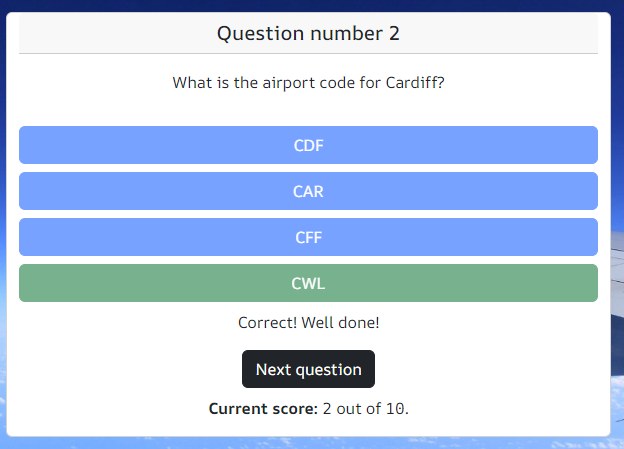 Question number 2
What is the airport code for Cardiff?
CDF
CAR
CFF
CWL
Correct! Well done!
Next question
Current score: 2 out of 10.